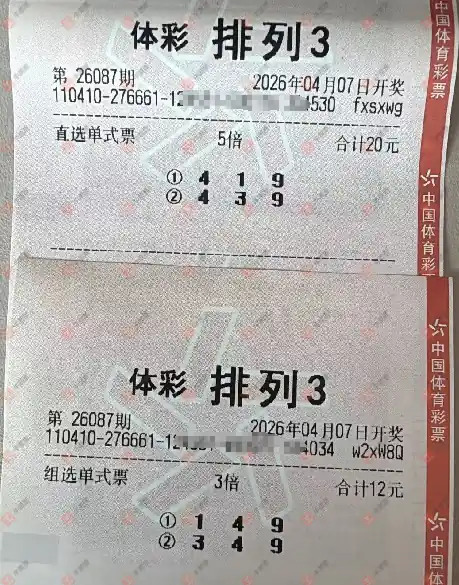 体彩 排列3
第 26087期 2026年04月07日开奖
110410-276661-12 4530 fxsxwg
直选单式票 5倍 合计20元
① 4 1 9
② 4 3 9
中国体育彩票
中国体育彩票
体彩 排列3
第 26087期 2026年04月07日开奖
110410-276661-12 4034 w2xW8Q
组选单式票 3倍 合计12元
① 1 4 9
② 3 4 9
中国体育彩票
中国体